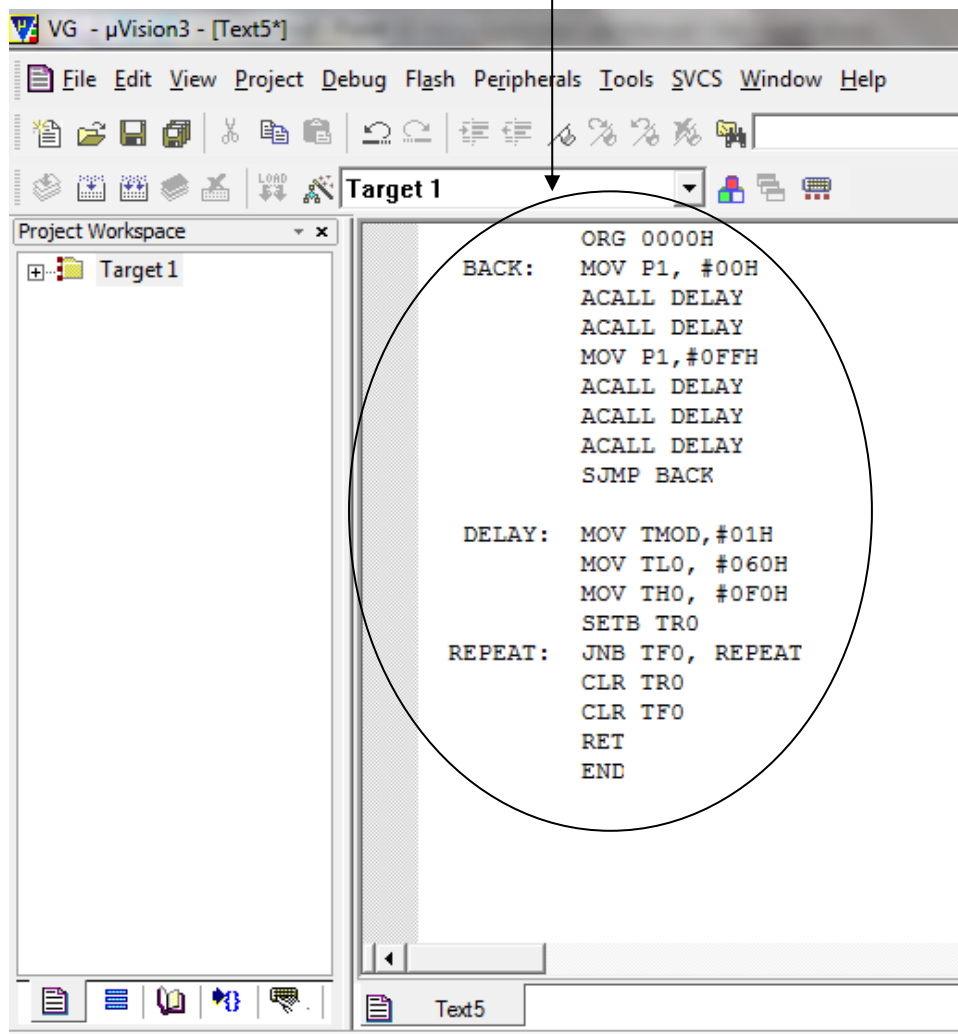 VG - µVision3 - [Text5*]
File Edit View Project Debug Flash Peripherals Tools SVCS Window Help
LOAD
Target 1
Project Workspace
Target 1
ORG 0000H
BACK: MOV P1, #00H
ACALL DELAY
ACALL DELAY
MOV P1,#0FFH
ACALL DELAY
ACALL DELAY
ACALL DELAY
SJMP BACK
DELAY: MOV TMOD,#01H
MOV TL0, #060H
MOV TH0, #0F0H
SETB TR0
REPEAT: JNB TF0, REPEAT
CLR TR0
CLR TF0
RET
END
Text5